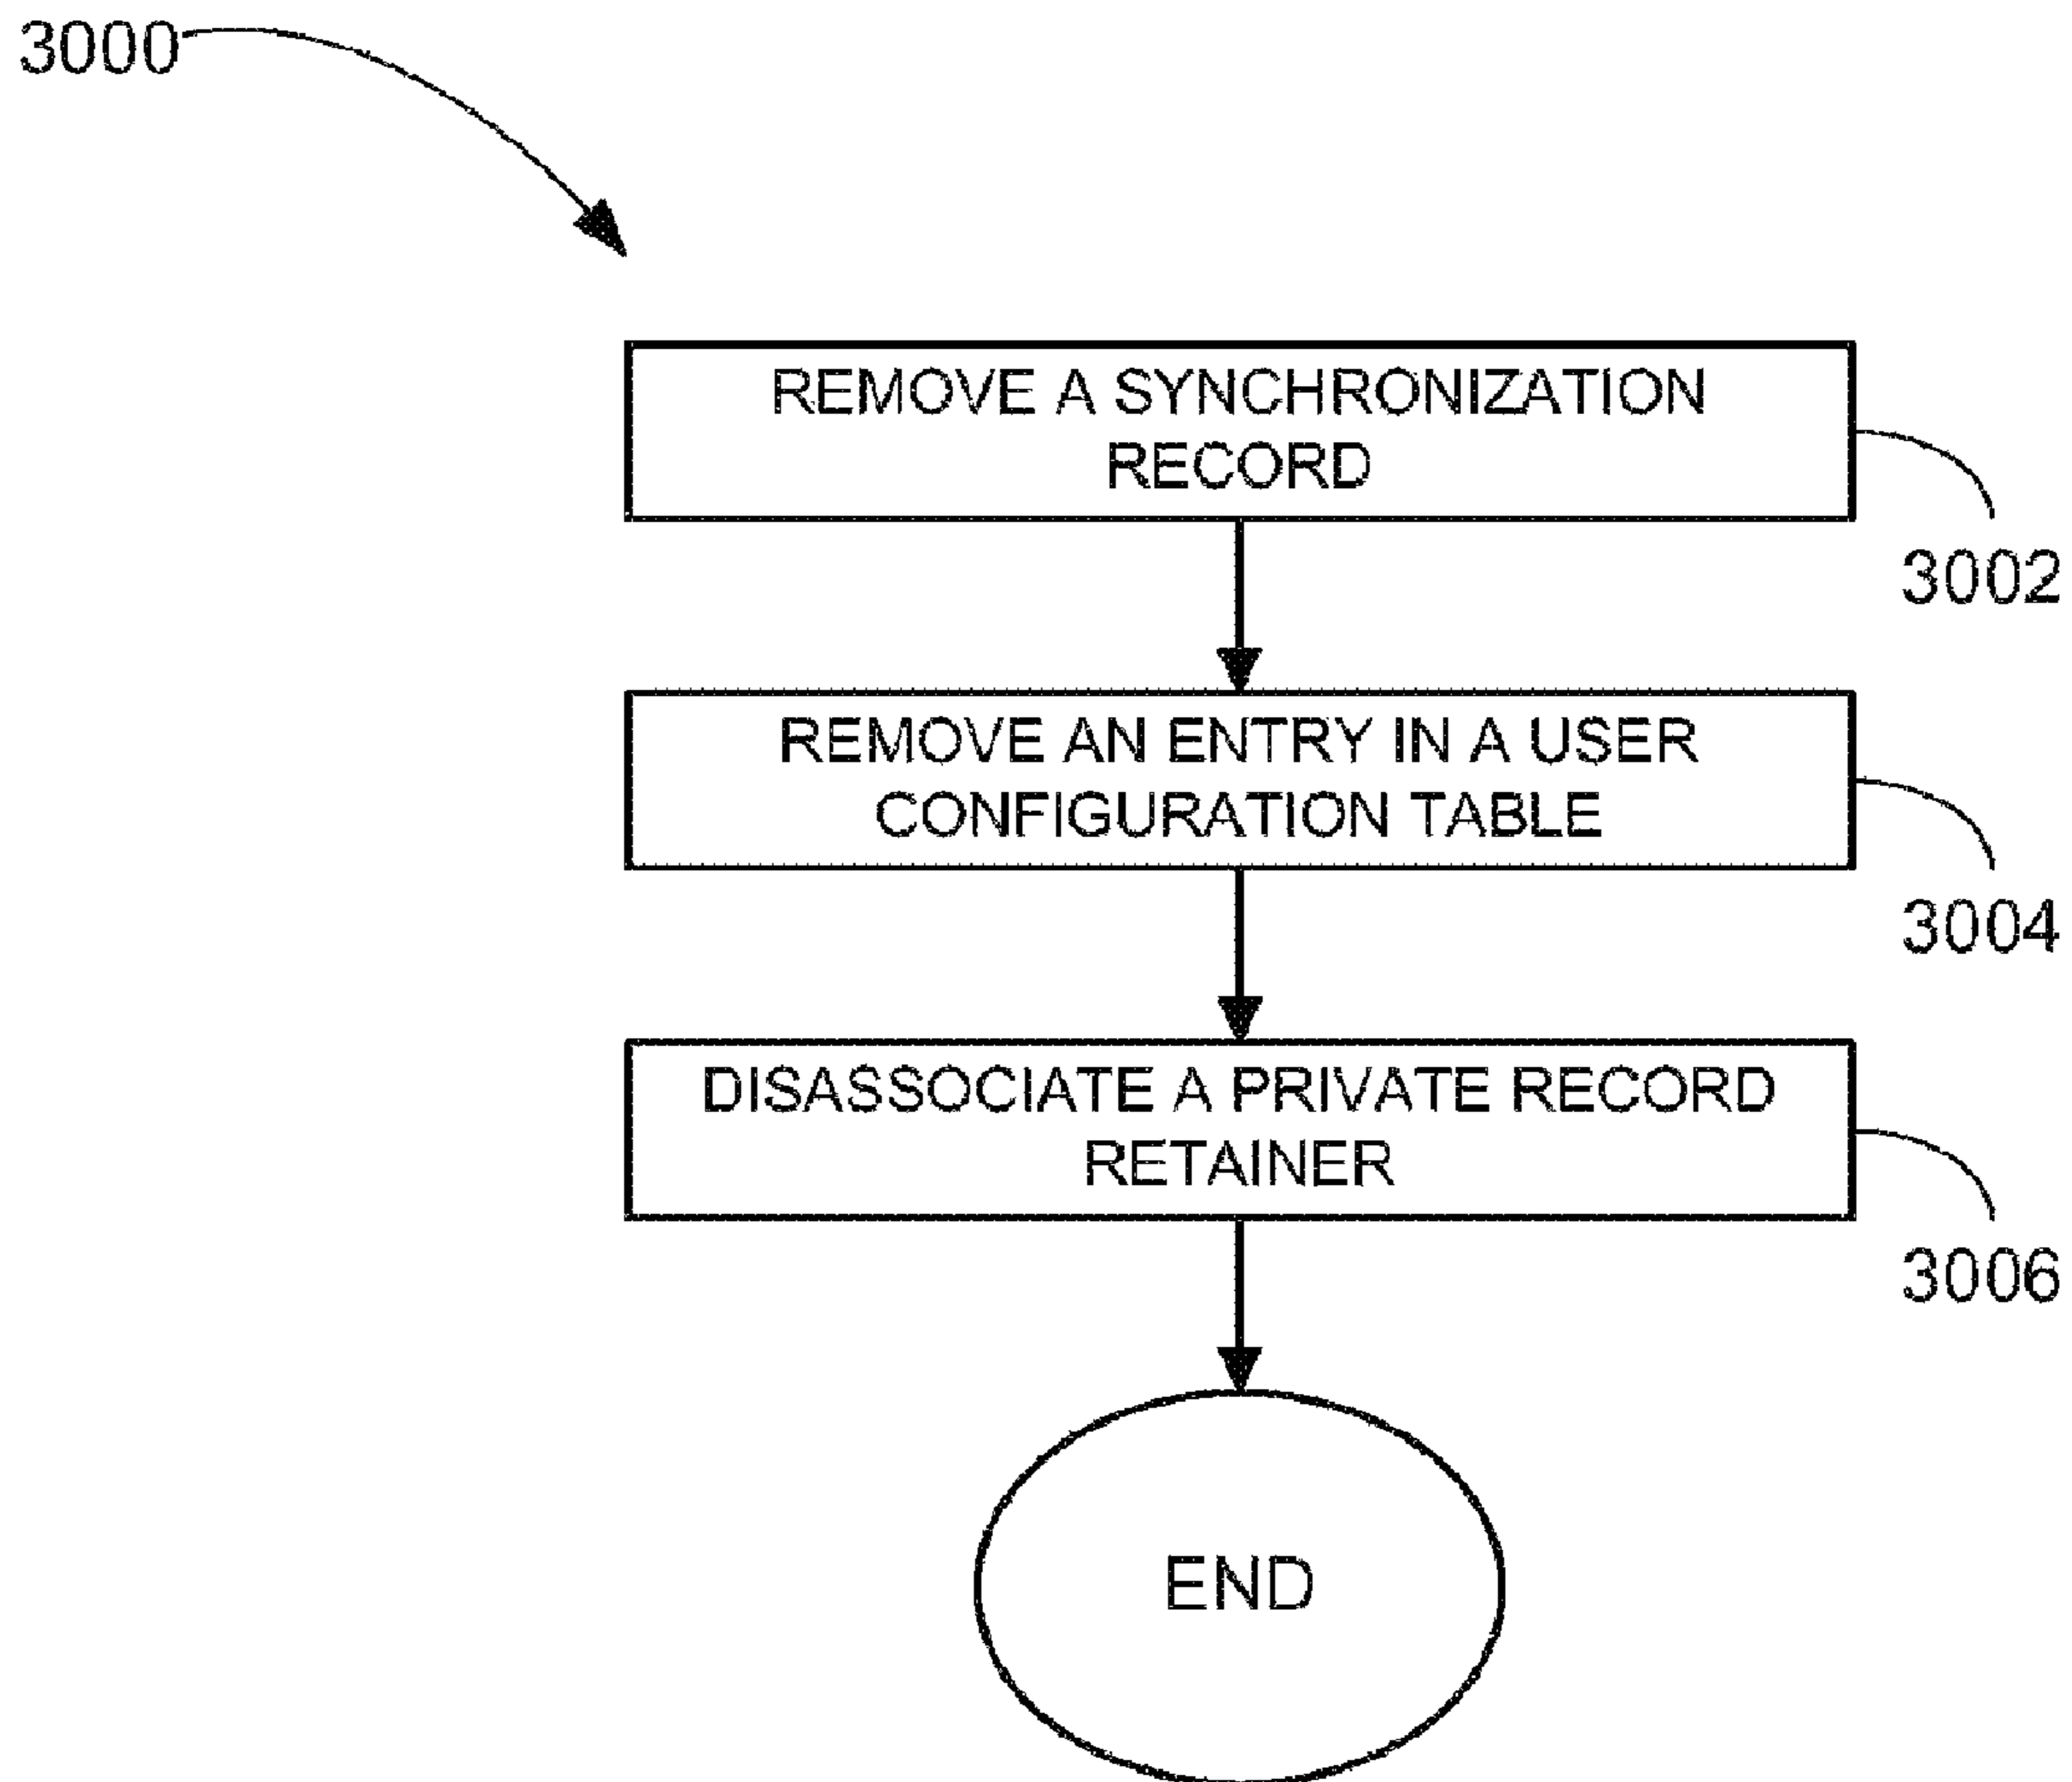 3000
REMOVE A SYNCHRONIZATION
RECORD
3002
REMOVE AN ENTRY IN A USER
CONFIGURATION TABLE
3004
DISASSOCIATE A PRIVATE RECORD
RETAINER
3006
END